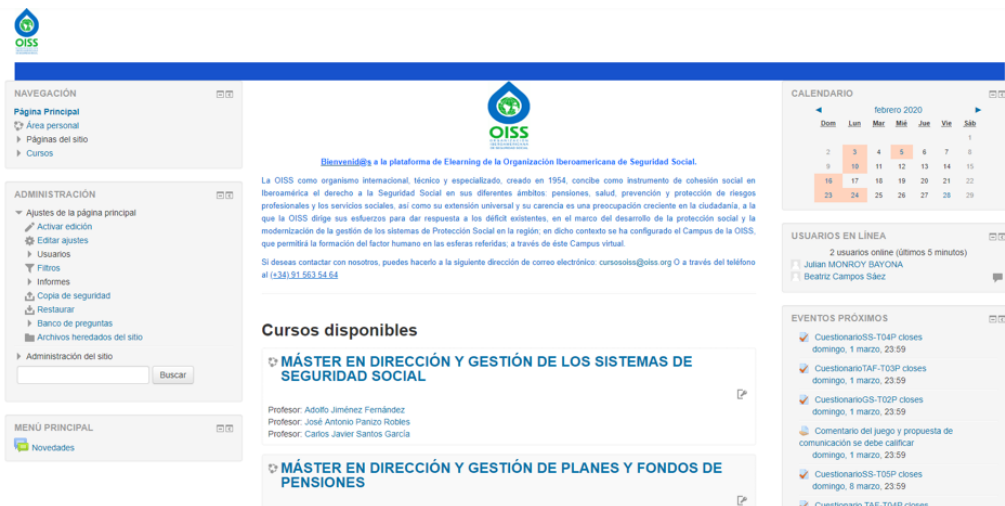 OISS
NAVEGACIÓN
Página Principal
Área personal
Páginas del sitio
Cursos
ADMINISTRACIÓN
Ajustes de la página principal
Activar edición
Editar ajustes
Usuarios
Filtros
Informes
Copia de seguridad
Restaurar
Banco de preguntas
Archivos heredados del sitio
Administración del sitio
Buscar
MENÚ PRINCIPAL
Novedades
OISS
Bienvenid@s a la plataforma de Elearning de la Organización Iberoamericana de Seguridad Social.
La OISS como organismo internacional, técnico y especializado, creado en 1954, concibe como instrumento de cohesión social en
Iberoamérica el derecho a la Seguridad Social en sus diferentes ámbitos: pensiones, salud, prevención y protección de riesgos
profesionales y los servicios sociales, así como su extensión universal y su carencia es una preocupación creciente en la ciudadanía, a la
que la OISS dirige sus esfuerzos para dar respuesta a los déficit existentes, en el marco del desarrollo de la protección social y la
modernización de la gestión de los sistemas de Protección Social en la región; en dicho contexto se ha configurado el Campus de la OISS,
que permitirá la formación del factor humano en las esferas referidas; a través de éste Campus virtual.
Si deseas contactar con nosotros, puedes hacerlo a la siguiente dirección de correo electrónico: cursosoiss@oiss.org O a través del teléfono
al (+34) 91 563 54 64
Cursos disponibles
MÁSTER EN DIRECCIÓN Y GESTIÓN DE LOS SISTEMAS DE
SEGURIDAD SOCIAL
Profesor: Adolfo Jiménez Fernández
Profesor: José Antonio Panizo Robles
Profesor: Carlos Javier Santos García
MÁSTER EN DIRECCIÓN Y GESTIÓN DE PLANES Y FONDOS DE
PENSIONES
CALENDARIO
febrero 2020
Dom Lun Mar Mié Jue Vie Sáb
1
2 3 4 5 6 7 8
9 10 11 12 13 14 15
16 17 18 19 20 21 22
23 24 25 26 27 28 29
USUARIOS EN LÍNEA
2 usuarios online (últimos 5 minutos)
Julian MONROY BAYONA
Beatriz Campos Sáez
EVENTOS PRÓXIMOS
CuestionarioSS-T04P closes
domingo, 1 marzo, 23:59
CuestionarioTAF-T03P closes
domingo, 1 marzo, 23:59
CuestionarioGS-T02P closes
domingo, 1 marzo, 23:59
Comentario del juego y propuesta de
comunicación se debe calificar
domingo, 1 marzo, 23:59
CuestionarioSS-T05P closes
domingo, 8 marzo, 23:59
Cuestionario TAF-T04P closes